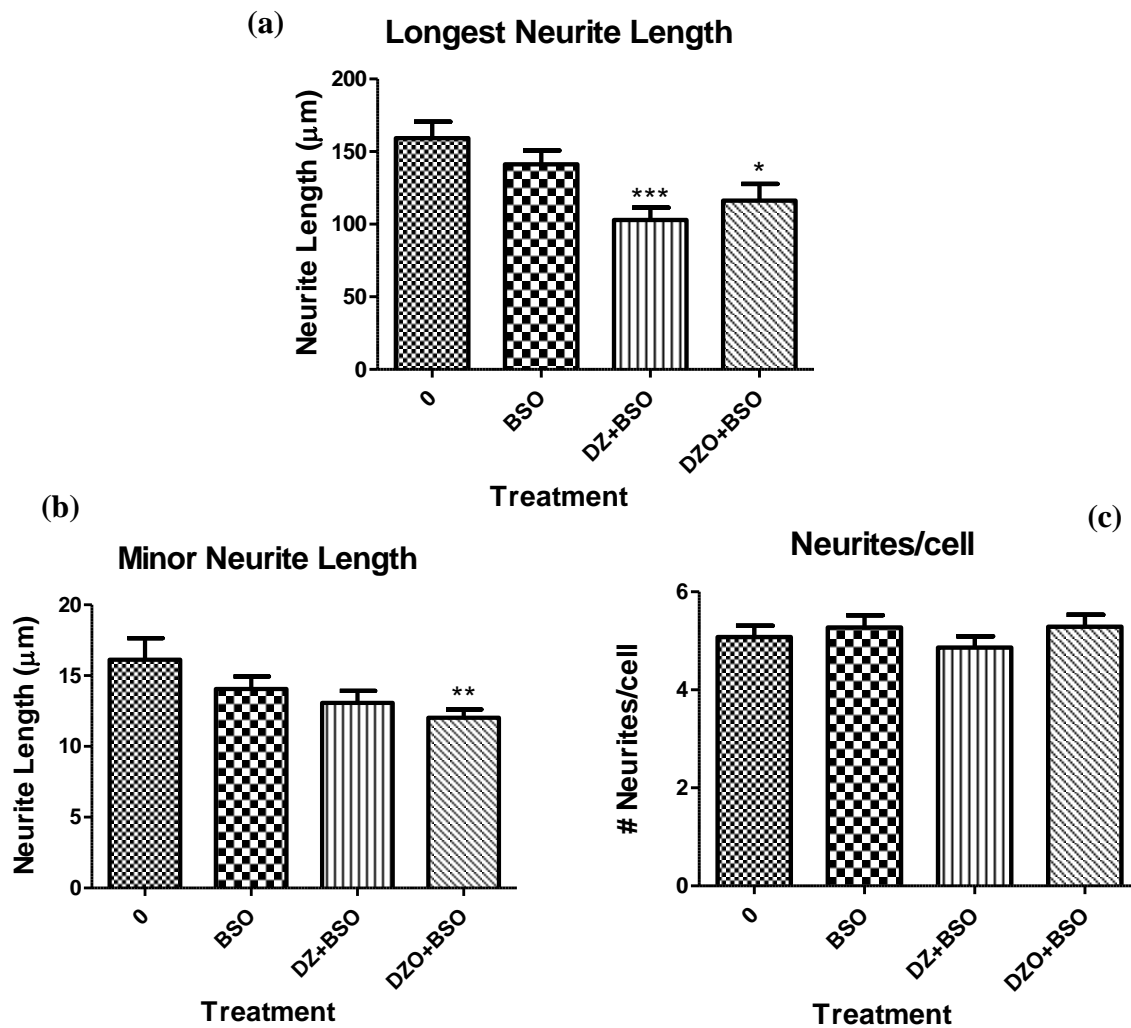 (a)
Longest Neurite Length
Neurite Length (μm)
200
150
100
50
0
***
*
0
BSO
DZ+BSO
DZO+BSO
Treatment
(b)
Minor Neurite Length
Neurite Length (μm)
20
15
10
5
0
**
0
BSO
DZ+BSO
DZO+BSO
Treatment
(c)
Neurites/cell
# Neurites/cell
6
4
2
0
0
BSO
DZ+BSO
DZO+BSO
Treatment